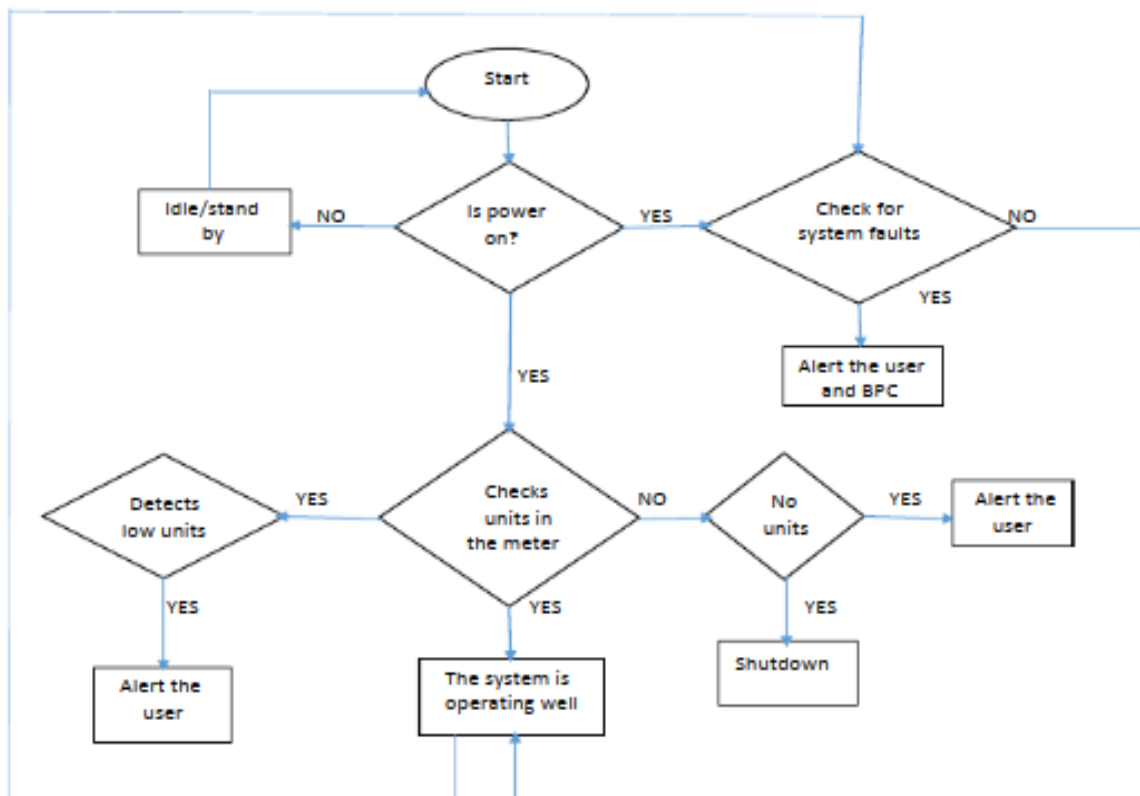 Start
Idle/stand
by
NO
Is power
on?
YES
Check for
system faults
NO
YES
Alert the user
and BPC
YES
Detects
low units
YES
Checks
units in
the meter
NO
No
units
YES
Alert the
user
YES
YES
YES
Alert the
user
The system is
operating well
Shutdown